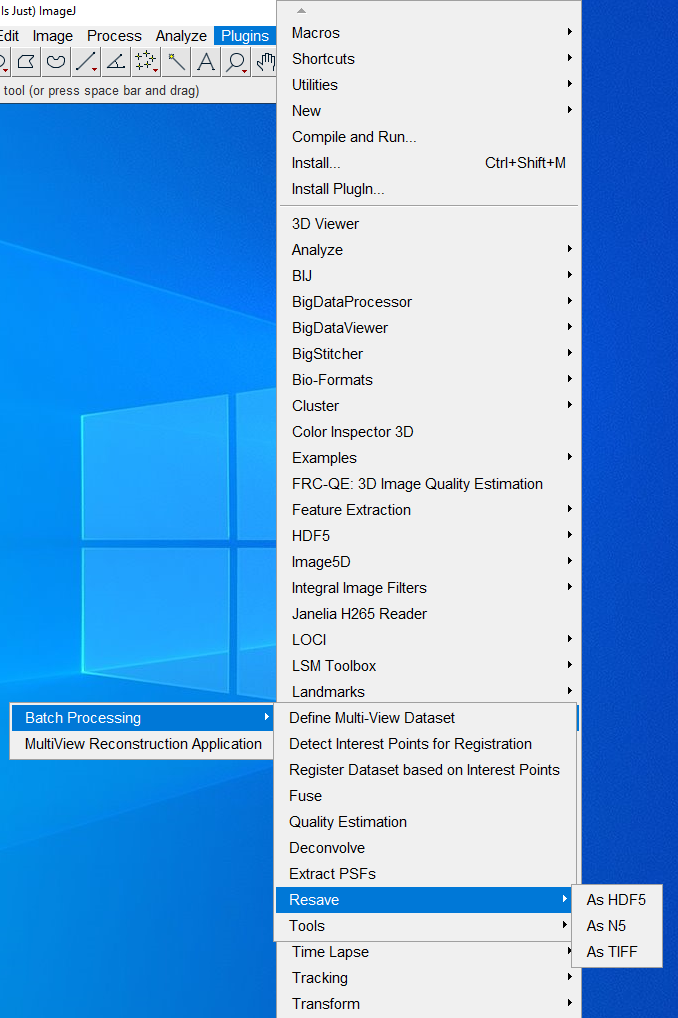 Is Just) ImageJ
Edit Image Process Analyze Plugins
tool (or press space bar and drag)
Macros
Shortcuts
Utilities
New
Compile and Run...
Install... Ctrl+Shift+M
Install PlugIn...
3D Viewer
Analyze
BIJ
BigDataProcessor
BigDataViewer
BigStitcher
Bio-Formats
Cluster
Color Inspector 3D
Examples
FRC-QE: 3D Image Quality Estimation
Feature Extraction
HDF5
Image5D
Integral Image Filters
Janelia H265 Reader
LOCI
LSM Toolbox
Landmarks
Batch Processing
MultiView Reconstruction Application
Define Multi-View Dataset
Detect Interest Points for Registration
Register Dataset based on Interest Points
Fuse
Quality Estimation
Deconvolve
Extract PSFs
Resave
Tools
As HDF5
As N5
As TIFF
Time Lapse
Tracking
Transform